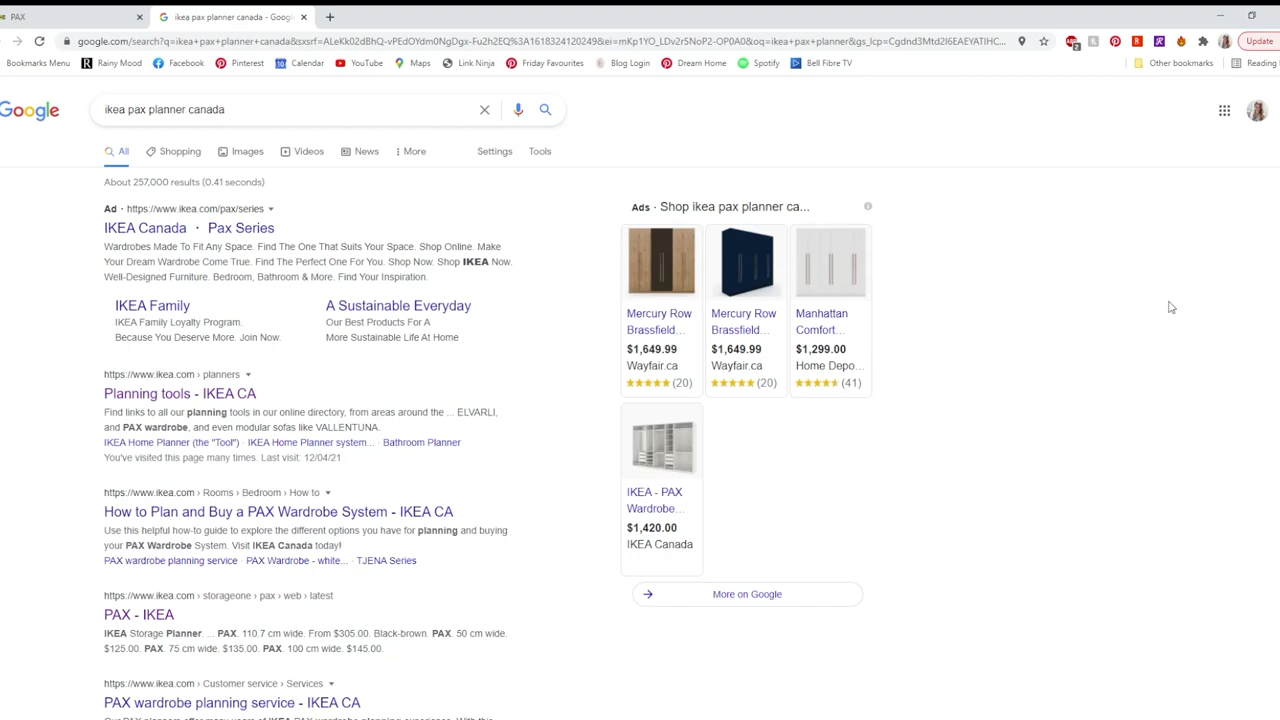 PAX
ikea pax planner canada - Googl
google.com/search?q=ikea+pax+planner+canada&sxsrf=ALeKk02dBhQ-vPEdOYdm0NgDgx-Fu2h2EQ%3A1618324120249&ei=mKp1YO_LDv2r5NoP2-OP0A0&oq=ikea+pax+planner&gs_lcp=Cgdnd3Mtd2l6EAEYATIHC...
Update
Bookmarks Menu
Rainy Mood
Facebook
Pinterest
Calendar
YouTube
Maps
Link Ninja
Friday Favourites
Blog Login
Dream Home
Spotify
Bell Fibre TV
Other bookmarks
Reading
Google
ikea pax planner canada
All
Shopping
Images
Videos
News
More
Settings
Tools
About 257,000 results (0.41 seconds)
Ad · https://www.ikea.com/pax/series
IKEA Canada · Pax Series
Wardrobes Made To Fit Any Space. Find The One That Suits Your Space. Shop Online. Make
Your Dream Wardrobe Come True. Find The Perfect One For You. Shop Now. Shop IKEA Now.
Well-Designed Furniture. Bedroom, Bathroom & More. Find Your Inspiration.
IKEA Family
IKEA Family Loyalty Program.
Because You Deserve More. Join Now.
A Sustainable Everyday
Our Best Products For A
More Sustainable Life At Home
https://www.ikea.com › planners
Planning tools - IKEA CA
Find links to all our planning tools in our online directory, from areas around the ... ELVARLI,
and PAX wardrobe, and even modular sofas like VALLENTUNA.
IKEA Home Planner (the "Tool") · IKEA Home Planner system... · Bathroom Planner
You've visited this page many times. Last visit: 12/04/21
https://www.ikea.com › Rooms › Bedroom › How to
How to Plan and Buy a PAX Wardrobe System - IKEA CA
Use this helpful how-to guide to explore the different options you have for planning and buying
your PAX Wardrobe System. Visit IKEA Canada today!
PAX wardrobe planning service · PAX Wardrobe - white... · TJENA Series
https://www.ikea.com › storageone › pax › web › latest
PAX - IKEA
IKEA Storage Planner. ... PAX. 110.7 cm wide. From $305.00. Black-brown. PAX. 50 cm wide.
$125.00. PAX. 75 cm wide. $135.00. PAX. 100 cm wide. $145.00.
https://www.ikea.com › Customer service › Services
PAX wardrobe planning service - IKEA CA
Our PAX planners offer many years of IKEA PAX wardrobe planning experience. With this
Ads · Shop ikea pax planner ca...
Mercury Row
Brassfield...
$1,649.99
Wayfair.ca
(20)
Mercury Row
Brassfield...
$1,649.99
Wayfair.ca
(20)
Manhattan
Comfort...
$1,299.00
Home Depo...
(41)
IKEA - PAX
Wardrobe...
$1,420.00
IKEA Canada
More on Google